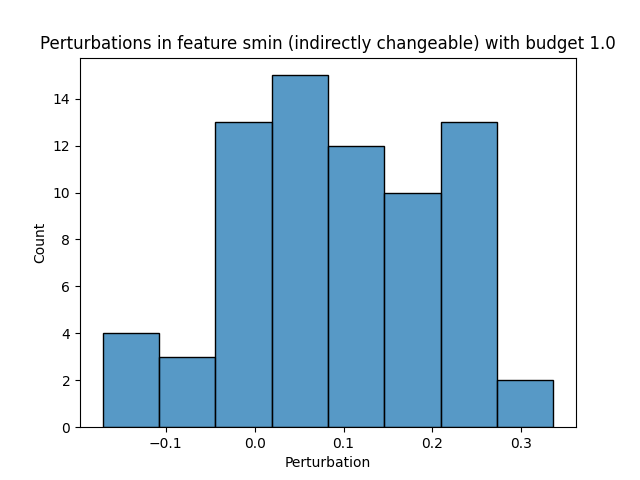 Perturbations in feature smin (indirectly changeable) with budget 1.0
14
12
10
8
6
4
2
0
Count
−0.1 0.0 0.1 0.2 0.3
Perturbation